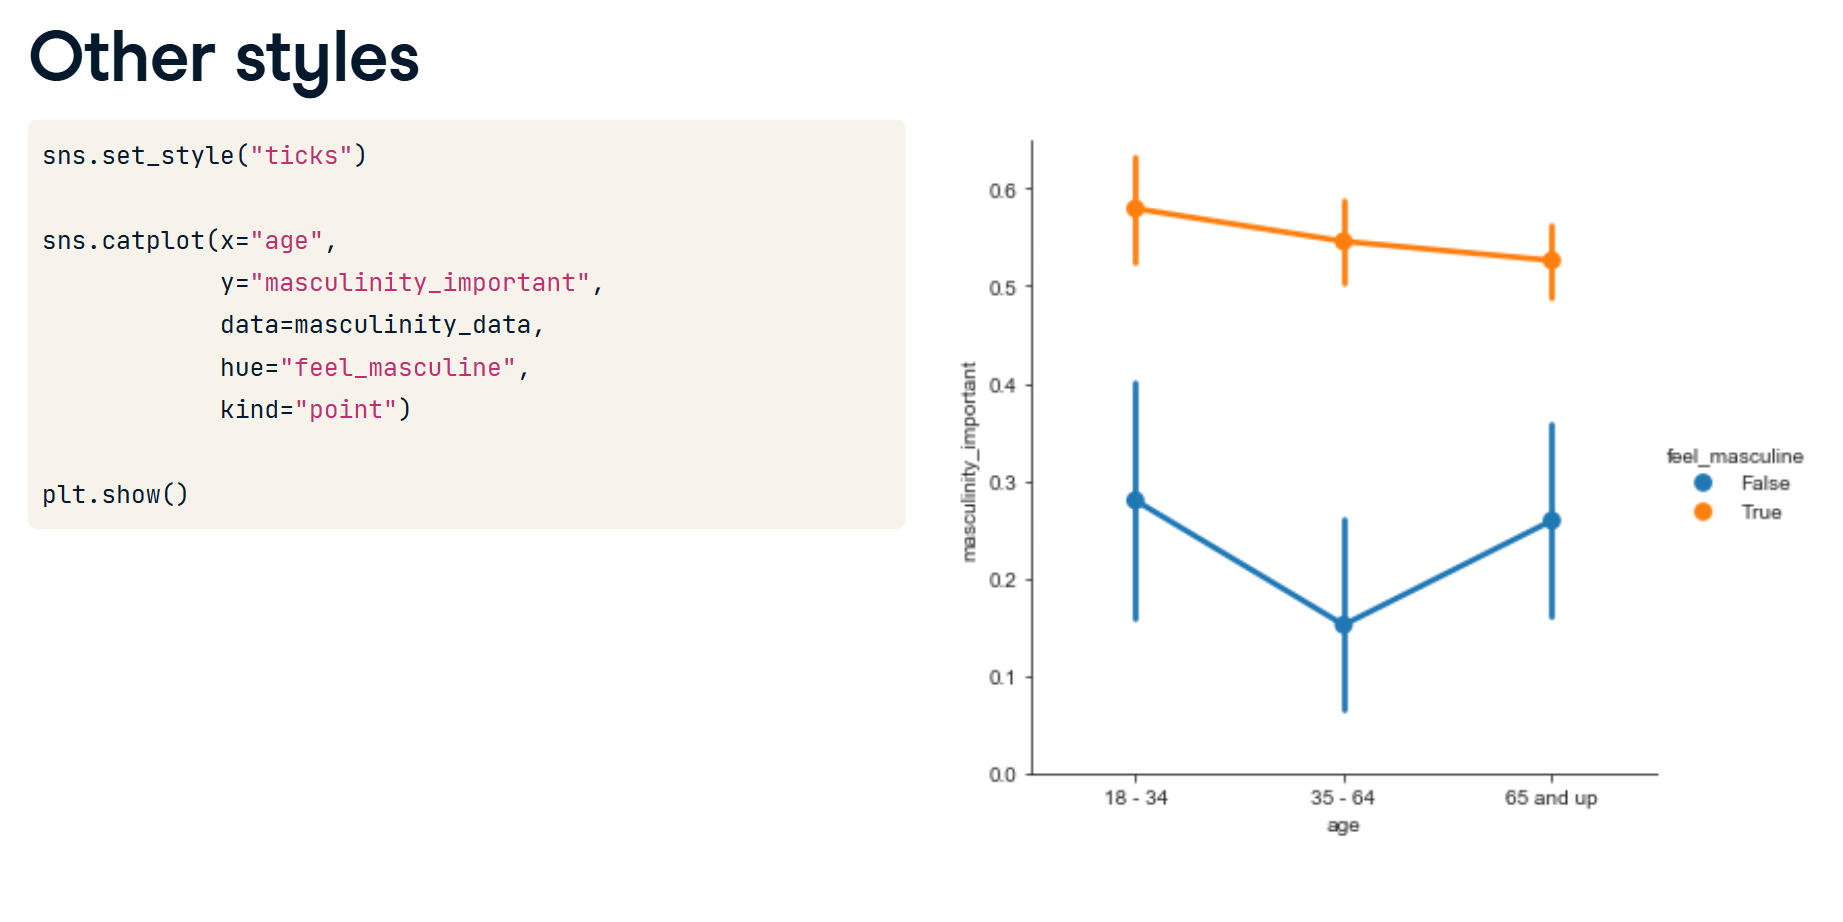 Other styles
sns.set_style("ticks")
sns.catplot(x="age",
y="masculinity_important",
data=masculinity_data,
hue="feel_masculine",
kind="point")
plt.show()
0.6
0.5
0.4
0.3
0.2
0.1
0.0
masculinity_important
18 - 34
35 - 64
65 and up
age
feel_masculine
False
True